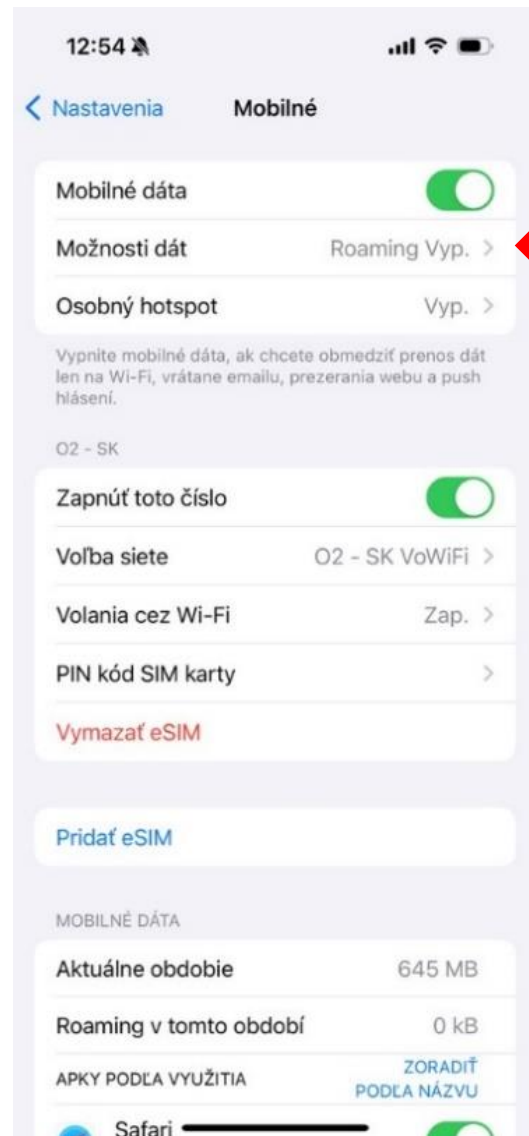 12:54
Nastavenia
Mobilné
Mobilné dáta
Možnosti dát Roaming Vyp.
Osobný hotspot Vyp.
Vypnite mobilné dáta, ak chcete obmedziť prenos dát
len na Wi-Fi, vrátane emailu, prezerania webu a push
hlásení.
O2 - SK
Zapnúť toto číslo
Voľba siete O2 - SK VoWiFi
Volania cez Wi-Fi Zap.
PIN kód SIM karty
Vymazať eSIM
Pridať eSIM
MOBILNÉ DÁTA
Aktuálne obdobie 645 MB
Roaming v tomto období 0 kB
APKY PODĽA VYUŽITIA ZORADIŤ
PODĽA NÁZVU
Safari